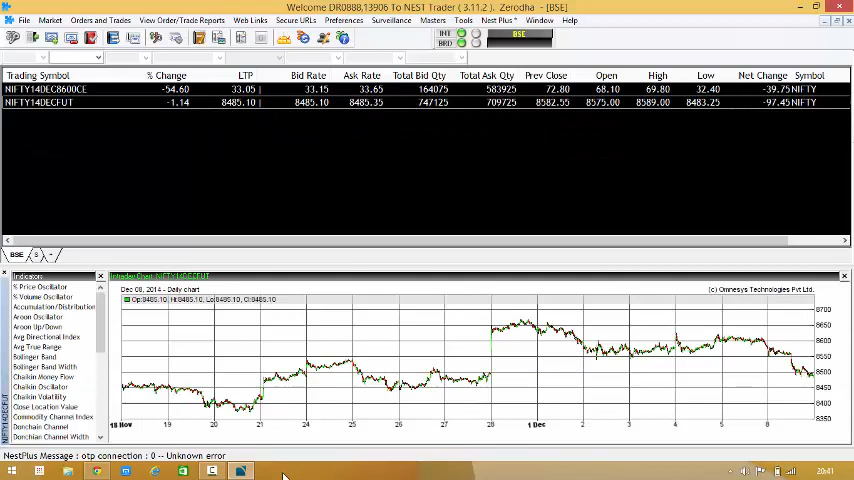 Welcome DR0888,13906 To NEST Trader ( 3.11.2 ). Zerodha - [BSE]
File Market Orders and Trades View Order/Trade Reports Web Links Secure URLs Preferences Surveillance Masters Tools Nest Plus * Window Help
INT
BRD
BSE
Trading Symbol % Change LTP Bid Rate Ask Rate Total Bid Qty Total Ask Qty Prev Close Open High Low Net Change Symbol
NIFTY14DEC8600CE -54.60 33.05 | 33.15 33.65 164075 583925 72.80 68.10 69.80 32.40 -39.75 NIFTY
NIFTY14DECFUT -1.14 8485.10 | 8485.10 8485.35 747125 709725 8582.55 8575.00 8589.00 8483.25 -97.45 NIFTY
BSE S +
Indicators
% Price Oscillator
% Volume Oscillator
Accumulation/Distribution
Aroon Oscillator
Aroon Up/Down
Avg Directional Index
Avg True Range
Bolinger Band
Bolinger Band Width
Chaikin Money Flow
Chaikin Oscillator
Chaikin Volatility
Close Location Value
Commodity Channel Index
Donchian Channel
Donchian Channel Width
NIFTY14DECFUT
Intraday Chart: NIFTY14DECFUT
Dec 08, 2014 - Daily chart
(c) Omnesys Technologies Pvt Ltd.
Op:8485.10, Hi:8485.10, Lo:8485.10, Cl:8485.10
8700
8650
8600
8550
8500
8450
8400
8350
18 Nov 19 20 21 24 25 26 27 28 1 Dec 2 3 4 5 8
NestPlus Message : otp connection : 0 -- Unknown error
20:41